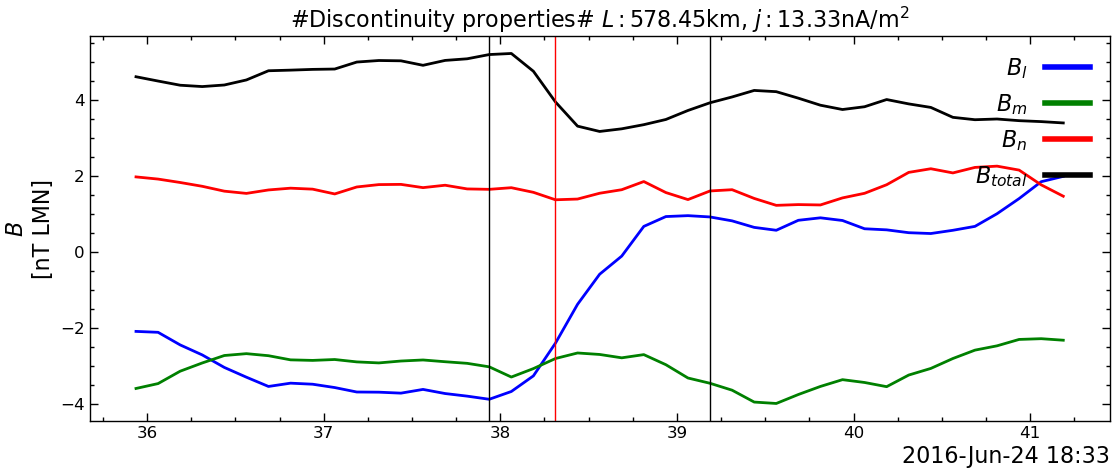 #Discontinuity properties# L : 578.45km, j : 13.33nA/m²
B
[nT LMN]
4
2
0
−2
−4
B_l
B_m
B_n
B_total
36 37 38 39 40 41
2016-Jun-24 18:33